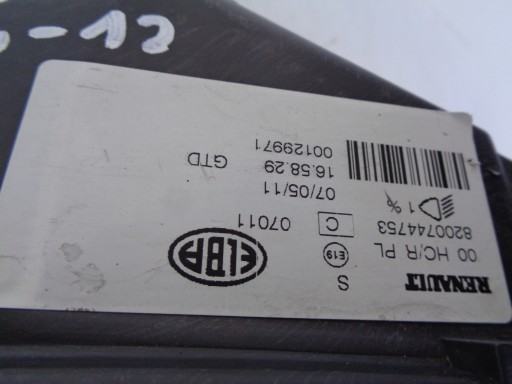 RENAULT
S
00 HC/R PL
E19
ELBA
8200744753
C
07011
1 %
07/05/11
16.58.29
GTD
00129971